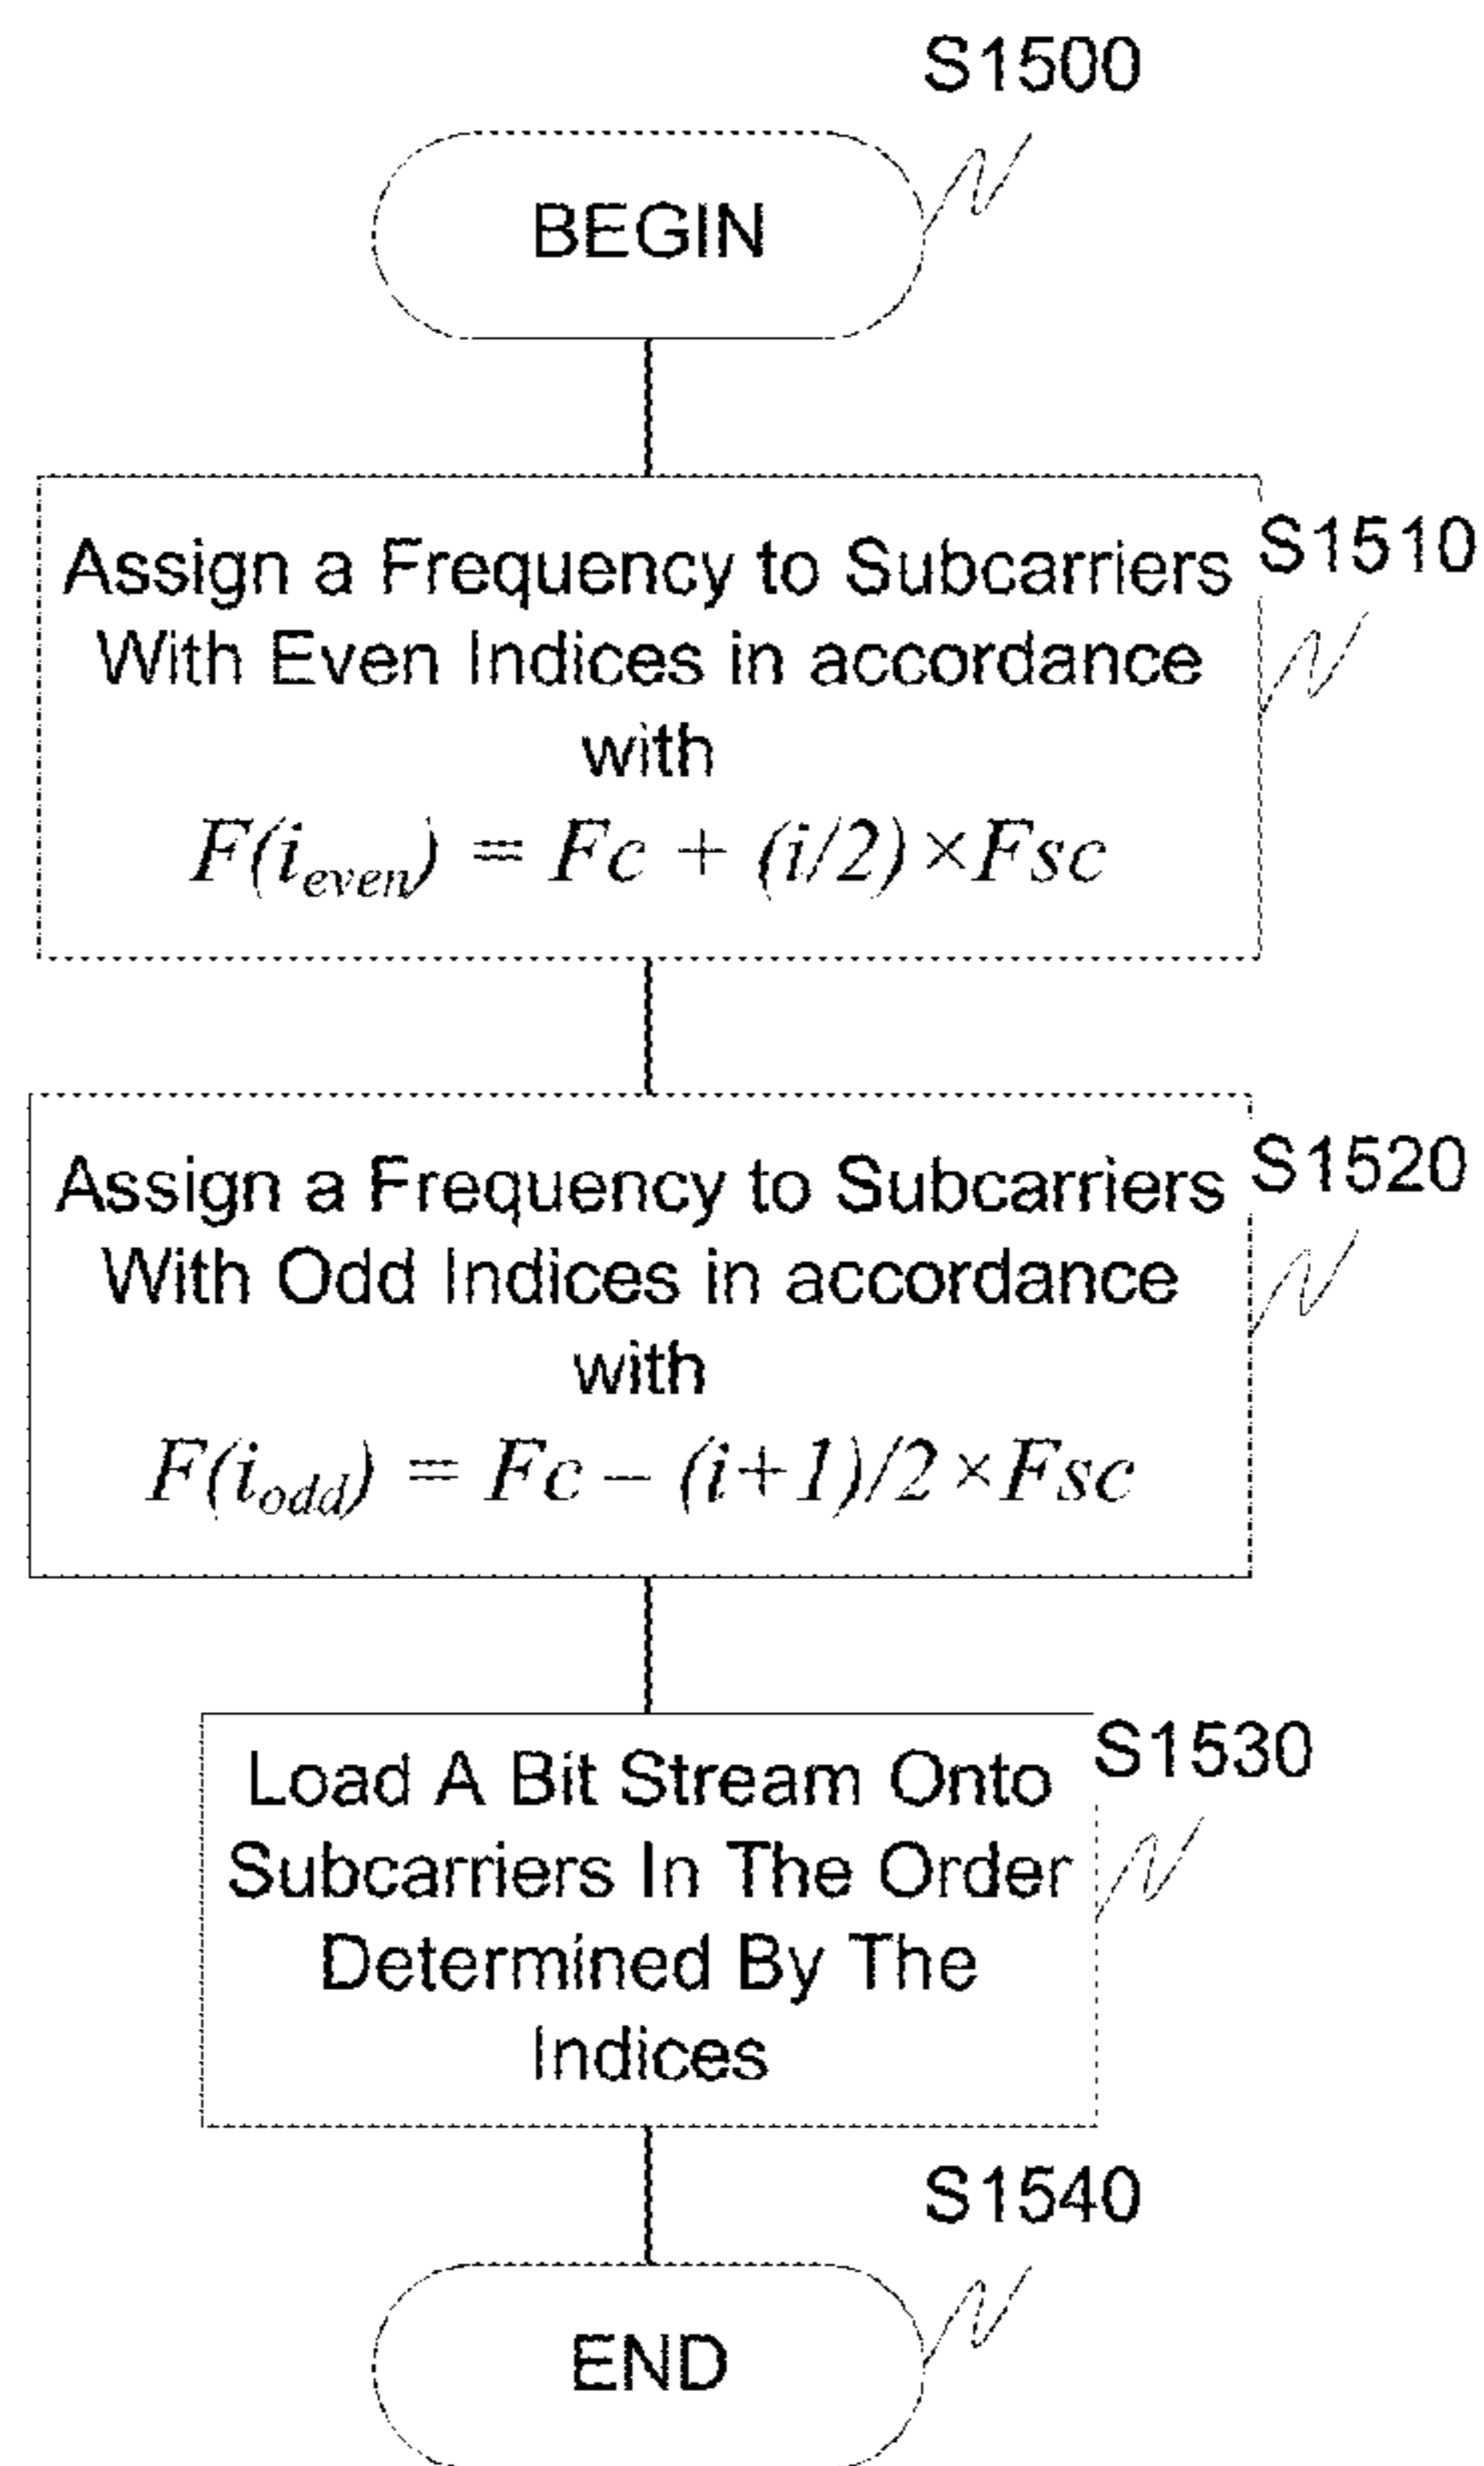 S1500
BEGIN
Assign a Frequency to Subcarriers
With Even Indices in accordance
with
F(i_even) = Fc + (i/2)×Fsc
S1510
Assign a Frequency to Subcarriers
With Odd Indices in accordance
with
F(i_odd) = Fc – (i+1)/2×Fsc
S1520
Load A Bit Stream Onto
Subcarriers In The Order
Determined By The
Indices
S1530
S1540
END